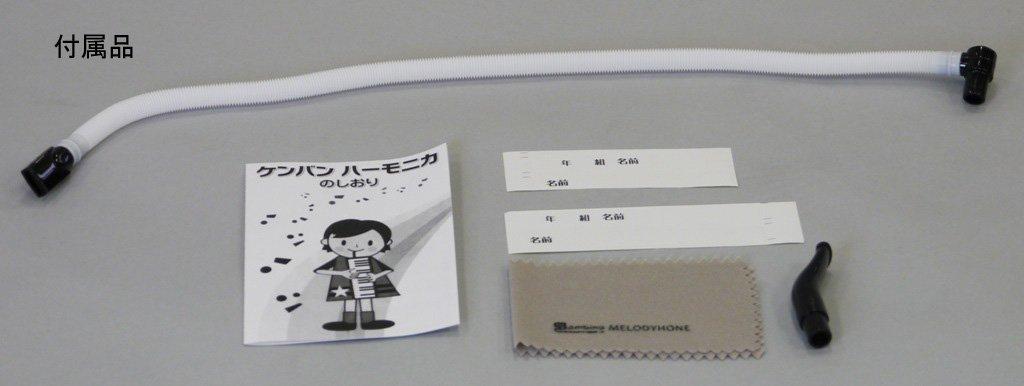 付属品
ケンバン ハーモニカ
のしおり
年 組 名前
名前
年 組 名前
名前
MELODYHONE